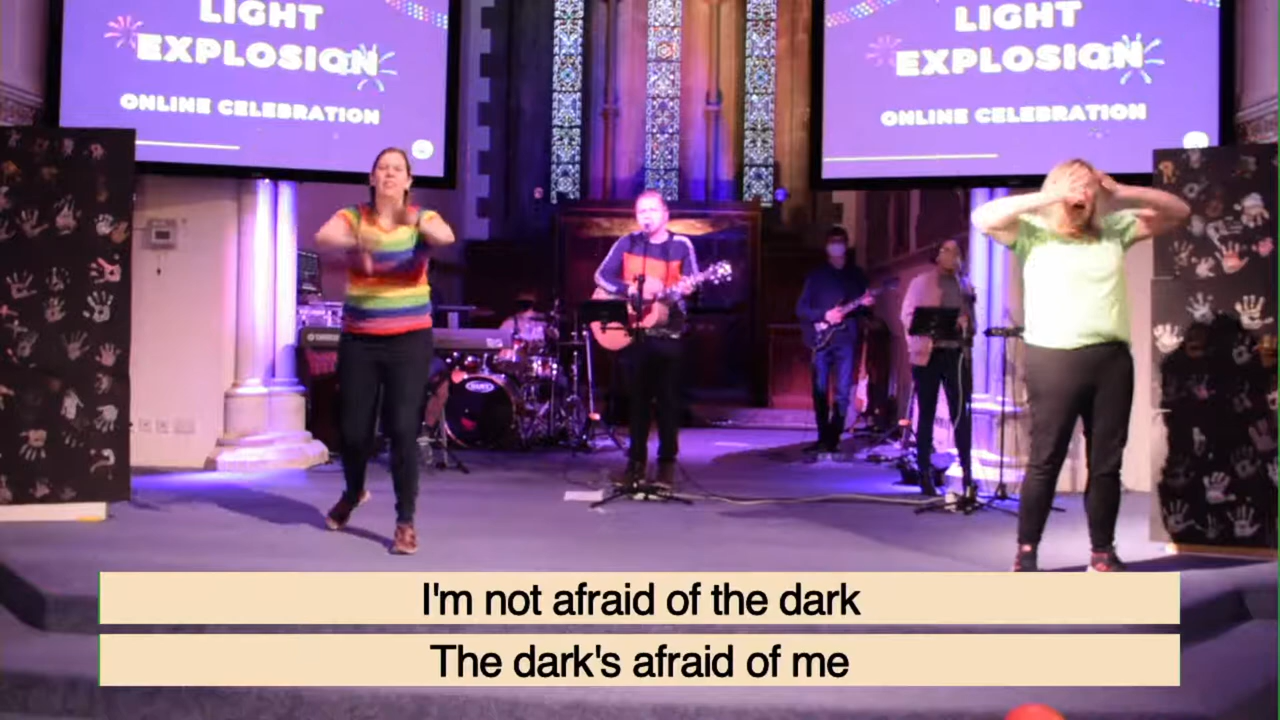 LIGHT
EXPLOSION
ONLINE CELEBRATION
LIGHT
EXPLOSION
ONLINE CELEBRATION
I'm not afraid of the dark
The dark's afraid of me